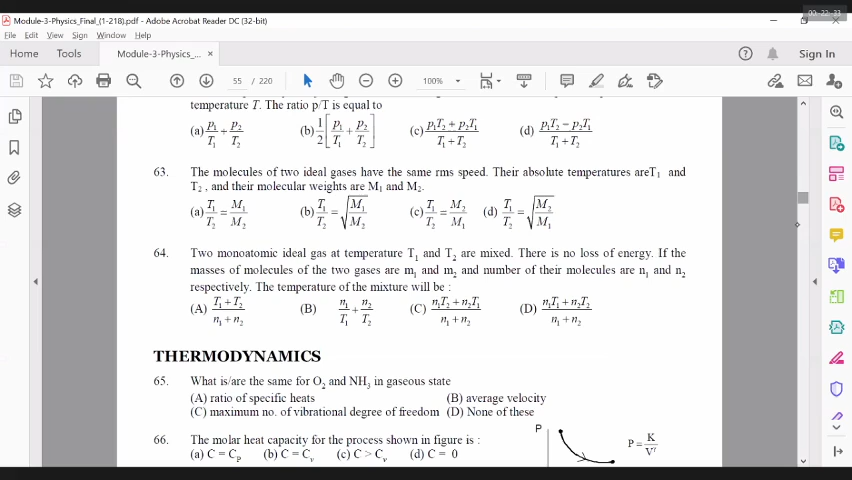 00:-22:-33
Module-3-Physics_Final_(1-218).pdf - Adobe Acrobat Reader DC (32-bit)
File Edit View Sign Window Help
Home Tools Module-3-Physics_... × Sign In
55 / 220 100%
temperature T. The ratio p/T is equal to
(a) p₁/T₁ + p₂/T₂ (b) 1/2 [p₁/T₁ + p₂/T₂] (c) (p₁T₂ + p₂T₁)/(T₁ + T₂) (d) (p₁T₂ − p₂T₁)/(T₁ + T₂)
63. The molecules of two ideal gases have the same rms speed. Their absolute temperatures areT₁ and
T₂ , and their molecular weights are M₁ and M₂.
(a) T₁/T₂ = M₁/M₂ (b) T₁/T₂ = √(M₁/M₂) (c) T₁/T₂ = M₂/M₁ (d) T₁/T₂ = √(M₂/M₁)
64. Two monoatomic ideal gas at temperature T₁ and T₂ are mixed. There is no loss of energy. If the
masses of molecules of the two gases are m₁ and m₂ and number of their molecules are n₁ and n₂
respectively. The temperature of the mixture will be :
(A) (T₁ + T₂)/(n₁ + n₂) (B) n₁/T₁ + n₂/T₂ (C) (n₁T₂ + n₂T₁)/(n₁ + n₂) (D) (n₁T₁ + n₂T₂)/(n₁ + n₂)
THERMODYNAMICS
65. What is/are the same for O₂ and NH₃ in gaseous state
(A) ratio of specific heats (B) average velocity
(C) maximum no. of vibrational degree of freedom (D) None of these
66. The molar heat capacity for the process shown in figure is :
(a) C = Cₚ (b) C = Cᵥ (c) C > Cᵥ (d) C = 0
P
P = K/V^γ